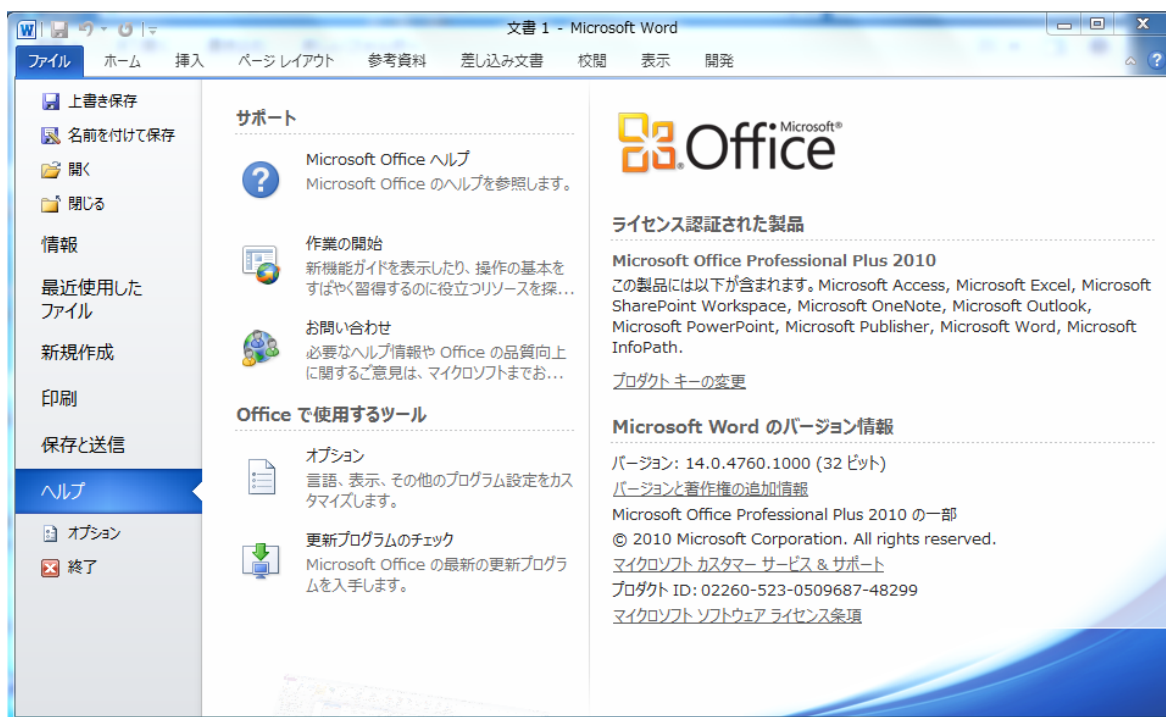 文書 1 - Microsoft Word
ファイル ホーム 挿入 ページ レイアウト 参考資料 差し込み文書 校閲 表示 開発
上書き保存
名前を付けて保存
開く
閉じる
情報
最近使用した
ファイル
新規作成
印刷
保存と送信
ヘルプ
オプション
終了
サポート
Microsoft Office ヘルプ
Microsoft Office のヘルプを参照します。
作業の開始
新機能ガイドを表示したり、操作の基本を
すばやく習得するのに役立つリソースを探...
お問い合わせ
必要なヘルプ情報や Office の品質向上
に関するご意見は、マイクロソフトまでお...
Office で使用するツール
オプション
言語、表示、その他のプログラム設定をカス
タマイズします。
更新プログラムのチェック
Microsoft Office の最新の更新プログラ
ムを入手します。
Microsoft®
Office
ライセンス認証された製品
Microsoft Office Professional Plus 2010
この製品には以下が含まれます。Microsoft Access, Microsoft Excel, Microsoft
SharePoint Workspace, Microsoft OneNote, Microsoft Outlook,
Microsoft PowerPoint, Microsoft Publisher, Microsoft Word, Microsoft
InfoPath.
プロダクト キーの変更
Microsoft Word のバージョン情報
バージョン: 14.0.4760.1000 (32 ビット)
バージョンと著作権の追加情報
Microsoft Office Professional Plus 2010 の一部
© 2010 Microsoft Corporation. All rights reserved.
マイクロソフト カスタマー サービス & サポート
プロダクト ID: 02260-523-0509687-48299
マイクロソフト ソフトウェア ライセンス条項